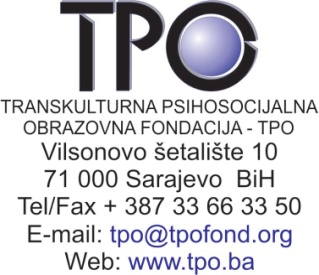 TPO
TRANSKULTURNA PSIHOSOCIJALNA
OBRAZOVNA FONDACIJA - TPO
Vilsonovo šetalište 10
71 000 Sarajevo BiH
Tel/Fax + 387 33 66 33 50
E-mail: tpo@tpofond.org
Web: www.tpo.ba